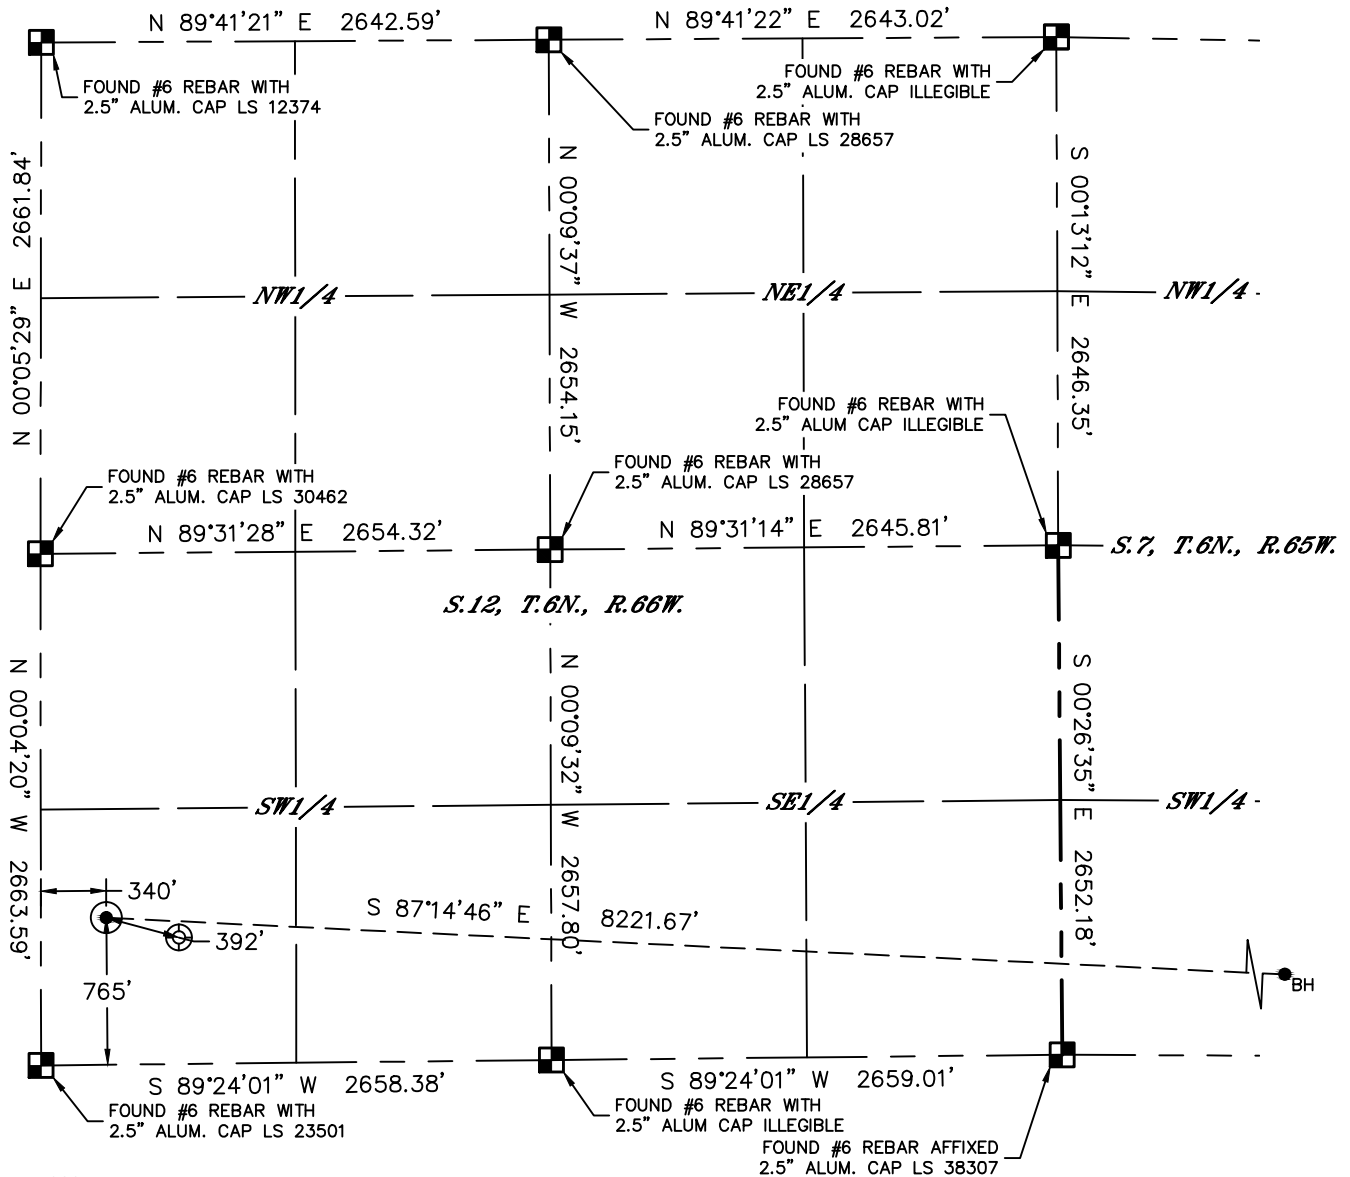 N 89°41'21" E 2642.59'
N 89°41'22" E 2643.02'
FOUND #6 REBAR WITH
2.5" ALUM. CAP LS 12374
FOUND #6 REBAR WITH
2.5" ALUM. CAP LS 28657
FOUND #6 REBAR WITH
2.5" ALUM. CAP ILLEGIBLE
N 00°05'29" E 2661.84'
N 00°09'37" W 2654.15'
S 00°13'12" E 2646.35'
NW1/4
NE1/4
NW1/4
FOUND #6 REBAR WITH
2.5" ALUM. CAP LS 30462
FOUND #6 REBAR WITH
2.5" ALUM. CAP LS 28657
FOUND #6 REBAR WITH
2.5" ALUM CAP ILLEGIBLE
N 89°31'28" E 2654.32'
N 89°31'14" E 2645.81'
S.7, T.6N., R.65W.
S.12, T.6N., R.66W.
N 00°04'20" W 2663.59'
N 00°09'32" W 2657.80'
S 00°26'35" E 2652.18'
SW1/4
SE1/4
SW1/4
340'
392'
765'
S 87°14'46" E 8221.67'
BH
S 89°24'01" W 2658.38'
S 89°24'01" W 2659.01'
FOUND #6 REBAR WITH
2.5" ALUM. CAP LS 23501
FOUND #6 REBAR WITH
2.5" ALUM CAP ILLEGIBLE
FOUND #6 REBAR AFFIXED
2.5" ALUM. CAP LS 38307